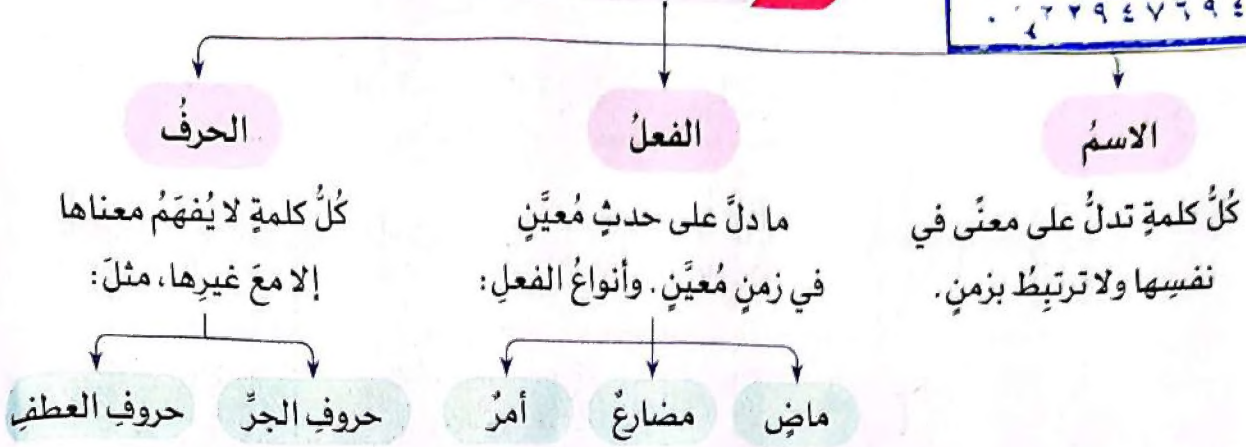 الاسمُ
كُلُّ كلمةٍ تدلُّ على معنًى في
نفسِها ولا ترتبِطُ بزمنٍ.
الفعلُ
ما دلَّ على حدثٍ مُعيَّنٍ
في زمنٍ مُعيَّنٍ. وأنواعُ الفعلِ:
ماضٍ
مضارعٌ
أمرٌ
الحرفُ
كُلُّ كلمةٍ لا يُفهَمُ معناها
إلا معَ غيرِها، مثلَ:
حروفِ الجرِّ
حروفِ العطفِ